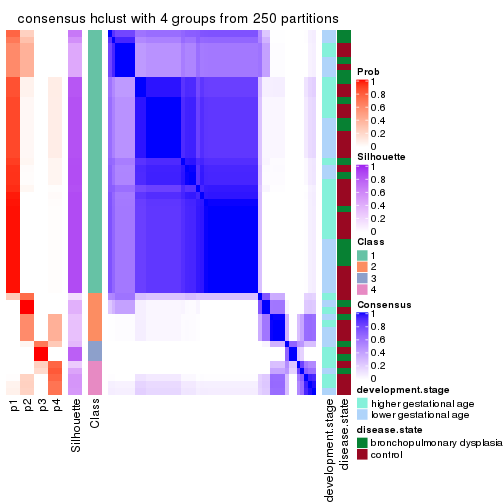 consensus hclust with 4 groups from 250 partitions
Prob
1
0.8
0.6
0.4
0.2
0
Silhouette
1
0.8
0.6
0.4
0.2
0
Class
1
2
3
4
Consensus
1
0.8
0.6
0.4
0.2
0
development.stage
higher gestational age
lower gestational age
disease.state
bronchopulmonary dysplasia
control
p1
p2
p3
p4
Silhouette
Class
development.stage
disease.state